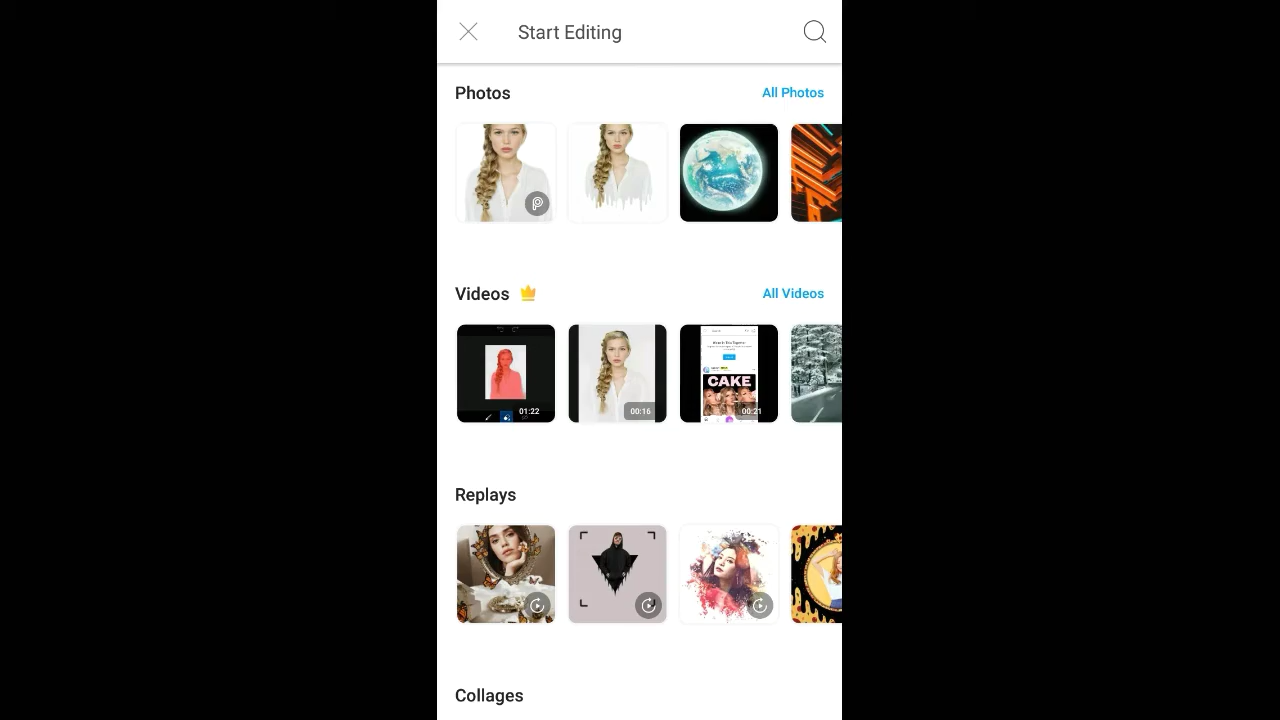 Start Editing
Photos
All Photos
Videos
All Videos
01:22
00:16
CAKE
00:21
Replays
Collages